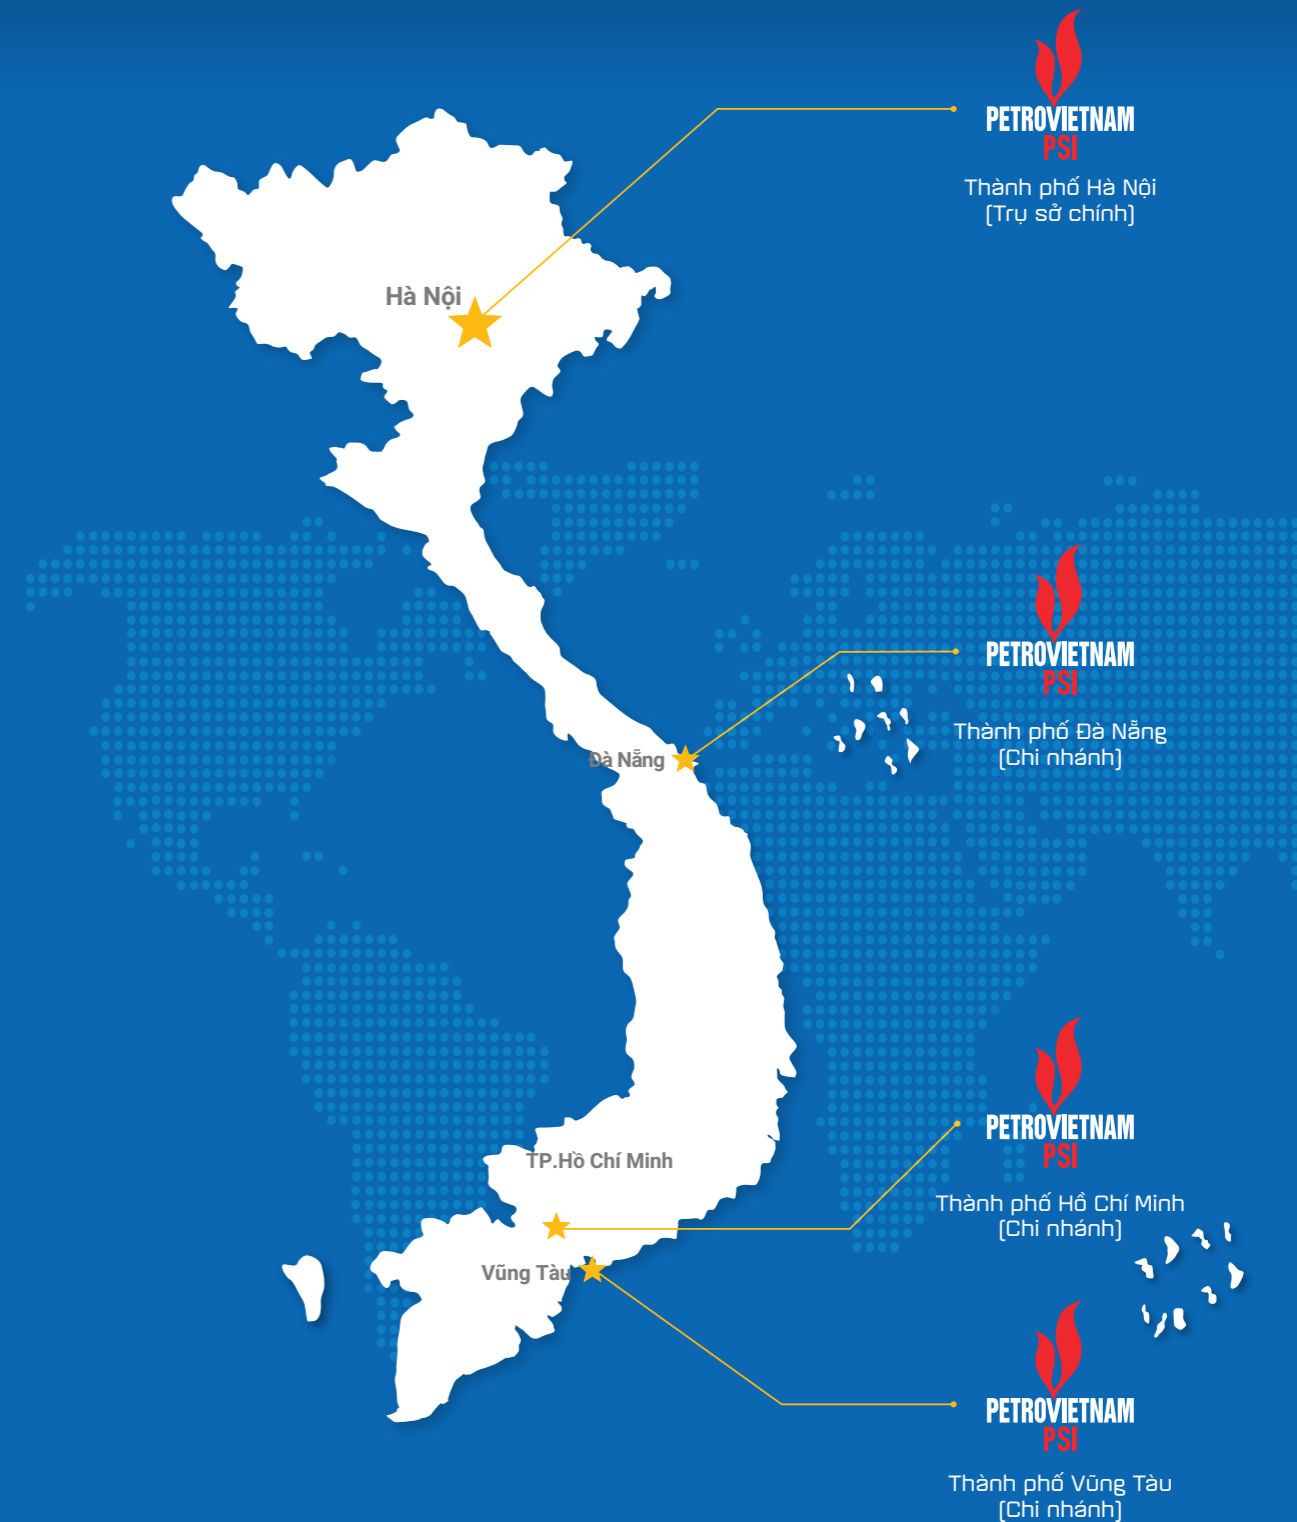 PETROVIETNAM
PSI
Thành phố Hà Nội
(Trụ sở chính)
Hà Nội
PETROVIETNAM
PSI
Thành phố Đà Nẵng
(Chi nhánh)
Đà Nẵng
PETROVIETNAM
PSI
Thành phố Hồ Chí Minh
(Chi nhánh)
TP.Hồ Chí Minh
Vũng Tàu
PETROVIETNAM
PSI
Thành phố Vũng Tàu
(Chi nhánh)